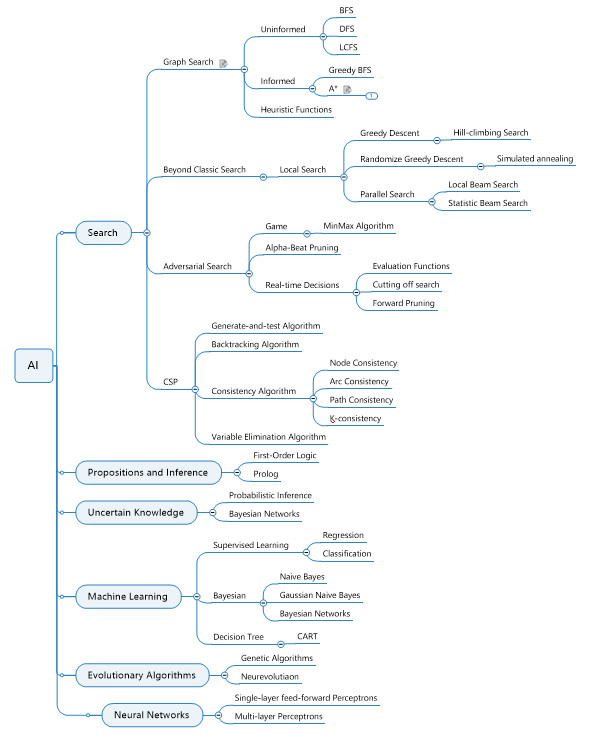 AI
Search
Graph Search
Uninformed
BFS
DFS
LCFS
Informed
Greedy BFS
A*
1
Heuristic Functions
Beyond Classic Search
Local Search
Greedy Descent
Hill-climbing Search
Randomize Greedy Descent
Simulated annealing
Parallel Search
Local Beam Search
Statistic Beam Search
Adversarial Search
Game
MinMax Algorithm
Alpha-Beat Pruning
Real-time Decisions
Evaluation Functions
Cutting off search
Forward Pruning
CSP
Generate-and-test Algorithm
Backtracking Algorithm
Consistency Algorithm
Node Consistency
Arc Consistency
Path Consistency
K-consistency
Variable Elimination Algorithm
Propositions and Inference
First-Order Logic
Prolog
Uncertain Knowledge
Probabilistic Inference
Bayesian Networks
Machine Learning
Supervised Learning
Regression
Classification
Bayesian
Naive Bayes
Gaussian Naive Bayes
Bayesian Networks
Decision Tree
CART
Evolutionary Algorithms
Genetic Algorithms
Neurevolutiaon
Neural Networks
Single-layer feed-forward Perceptrons
Multi-layer Perceptrons